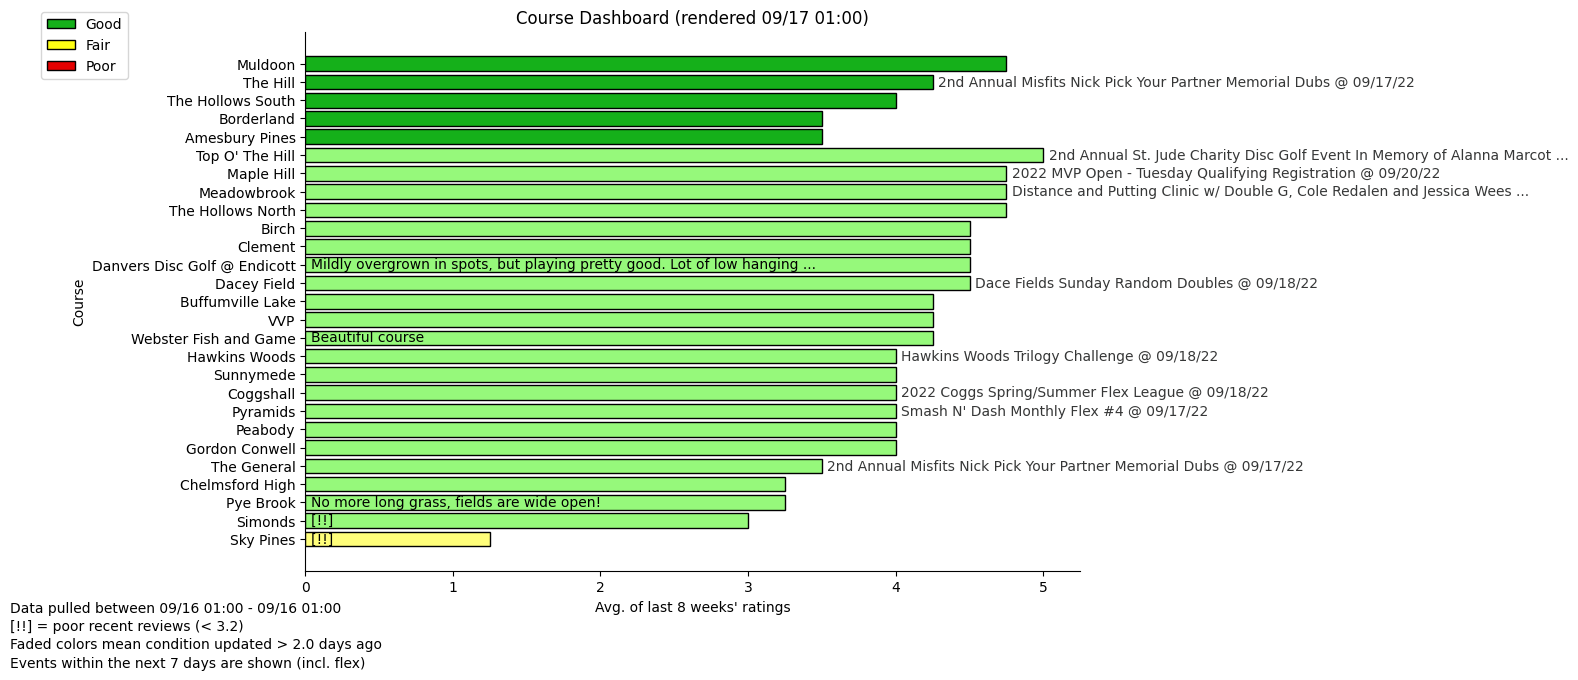 Good
Fair
Poor
Course Dashboard (rendered 09/17 01:00)
Course
Muldoon
The Hill 2nd Annual Misfits Nick Pick Your Partner Memorial Dubs @ 09/17/22
The Hollows South
Borderland
Amesbury Pines
Top O' The Hill 2nd Annual St. Jude Charity Disc Golf Event In Memory of Alanna Marcot ...
Maple Hill 2022 MVP Open - Tuesday Qualifying Registration @ 09/20/22
Meadowbrook Distance and Putting Clinic w/ Double G, Cole Redalen and Jessica Wees ...
The Hollows North
Birch
Clement
Danvers Disc Golf @ Endicott Mildly overgrown in spots, but playing pretty good. Lot of low hanging ...
Dacey Field Dace Fields Sunday Random Doubles @ 09/18/22
Buffumville Lake
VVP
Webster Fish and Game Beautiful course
Hawkins Woods Hawkins Woods Trilogy Challenge @ 09/18/22
Sunnymede
Coggshall 2022 Coggs Spring/Summer Flex League @ 09/18/22
Pyramids Smash N' Dash Monthly Flex #4 @ 09/17/22
Peabody
Gordon Conwell
The General 2nd Annual Misfits Nick Pick Your Partner Memorial Dubs @ 09/17/22
Chelmsford High
Pye Brook No more long grass, fields are wide open!
Simonds [!!]
Sky Pines [!!]
0 1 2 3 4 5
Avg. of last 8 weeks' ratings
Data pulled between 09/16 01:00 - 09/16 01:00
[!!] = poor recent reviews (< 3.2)
Faded colors mean condition updated > 2.0 days ago
Events within the next 7 days are shown (incl. flex)